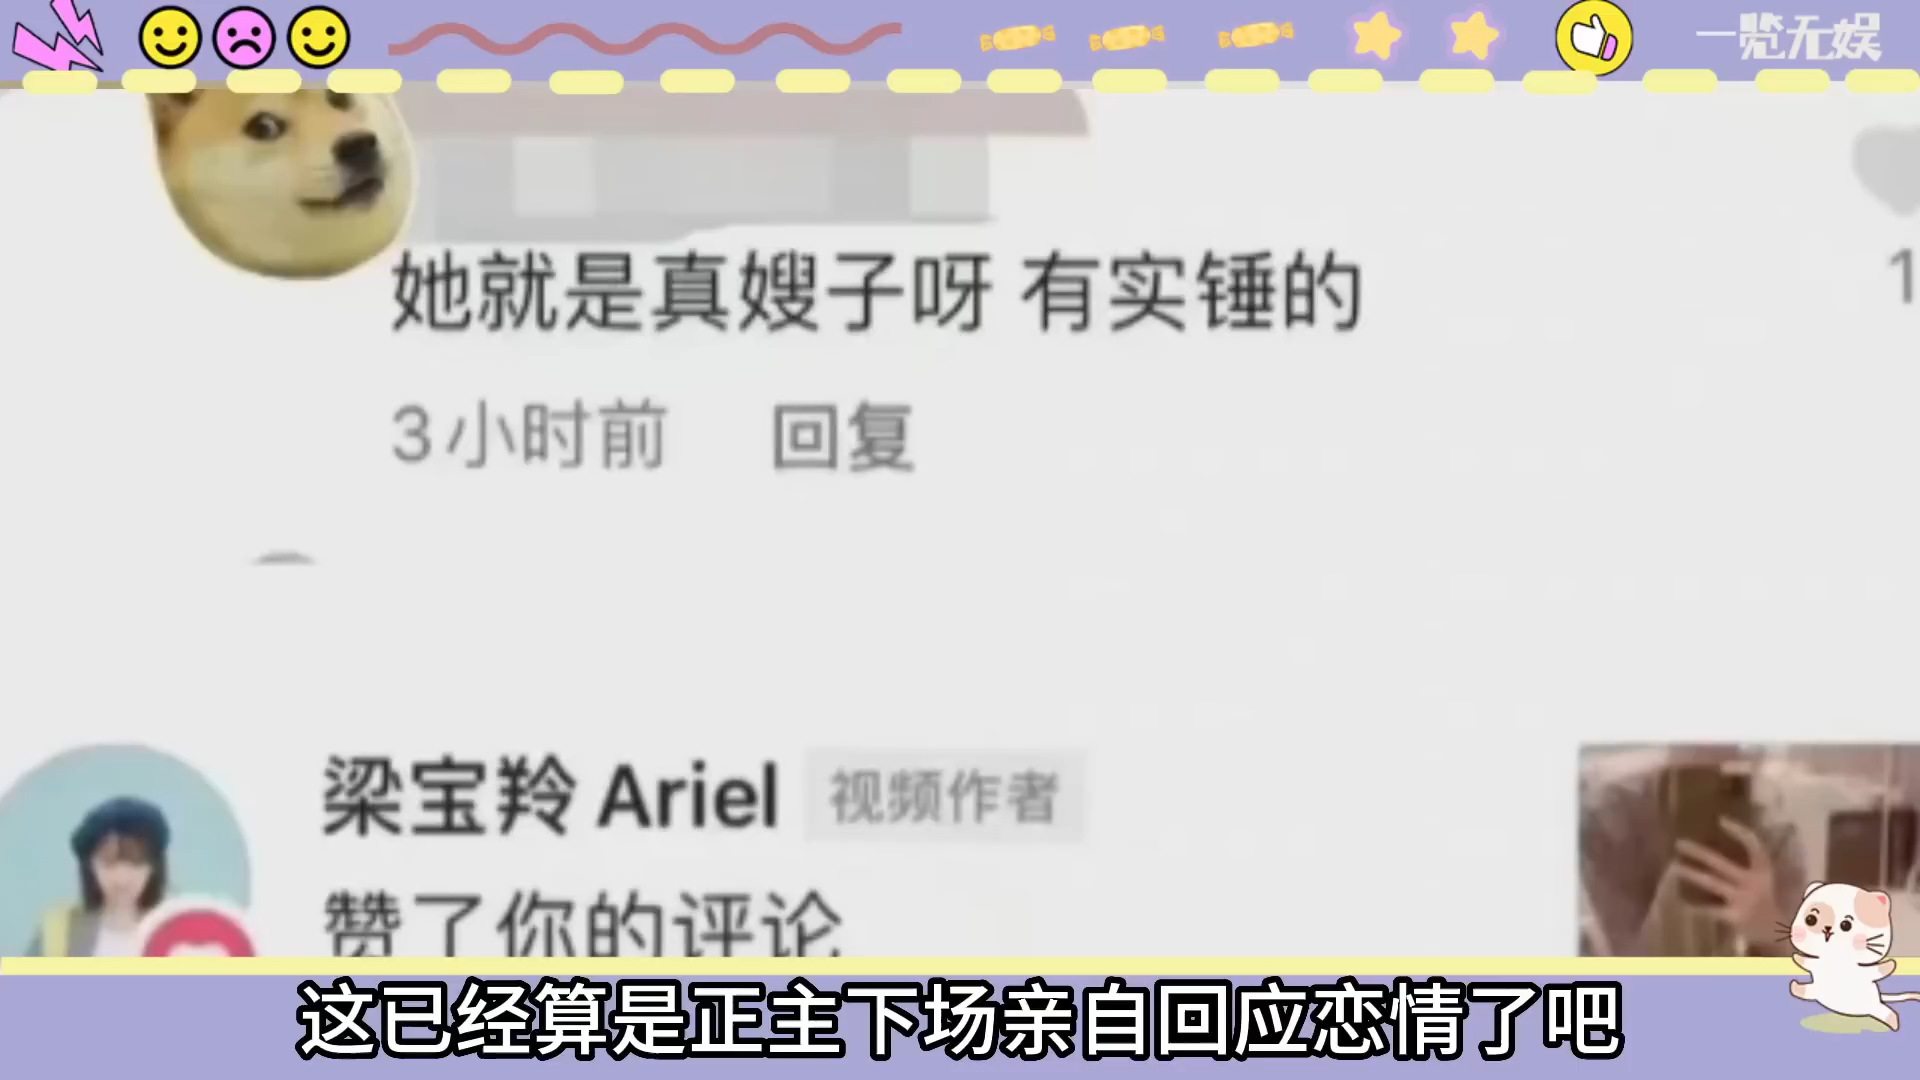 一览无娱
她就是真嫂子呀 有实锤的
1
3小时前 回复
梁宝羚 Ariel 视频作者
赞了你的评论
这已经算是正主下场亲自回应恋情了吧